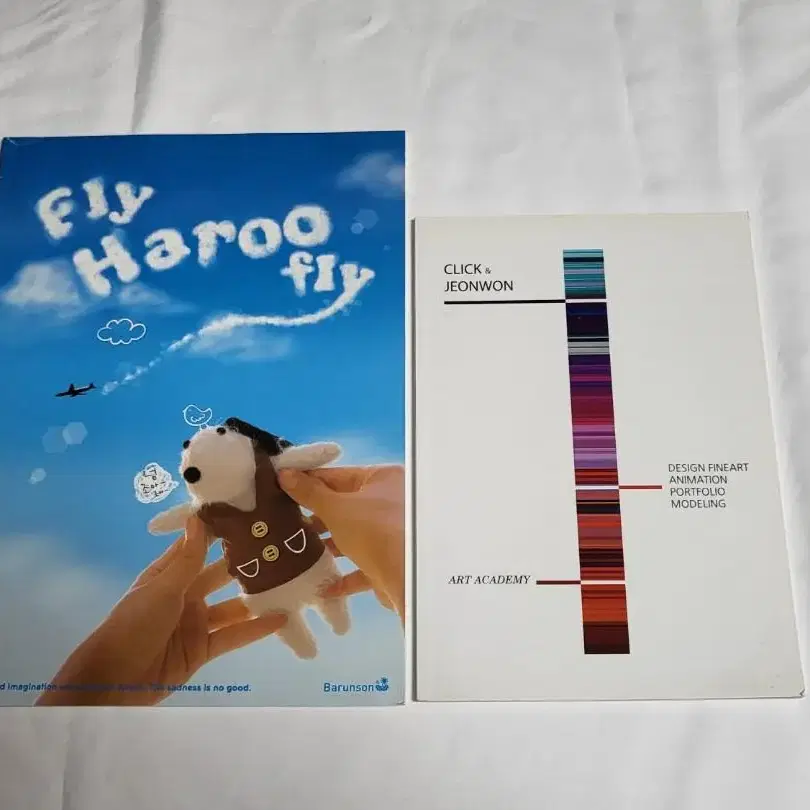 Fly
Haroo
fly
d imagination
sadness is no good.
Barunson
CLICK &
JEONWON
DESIGN FINEART
ANIMATION
PORTFOLIO
MODELING
ART ACADEMY